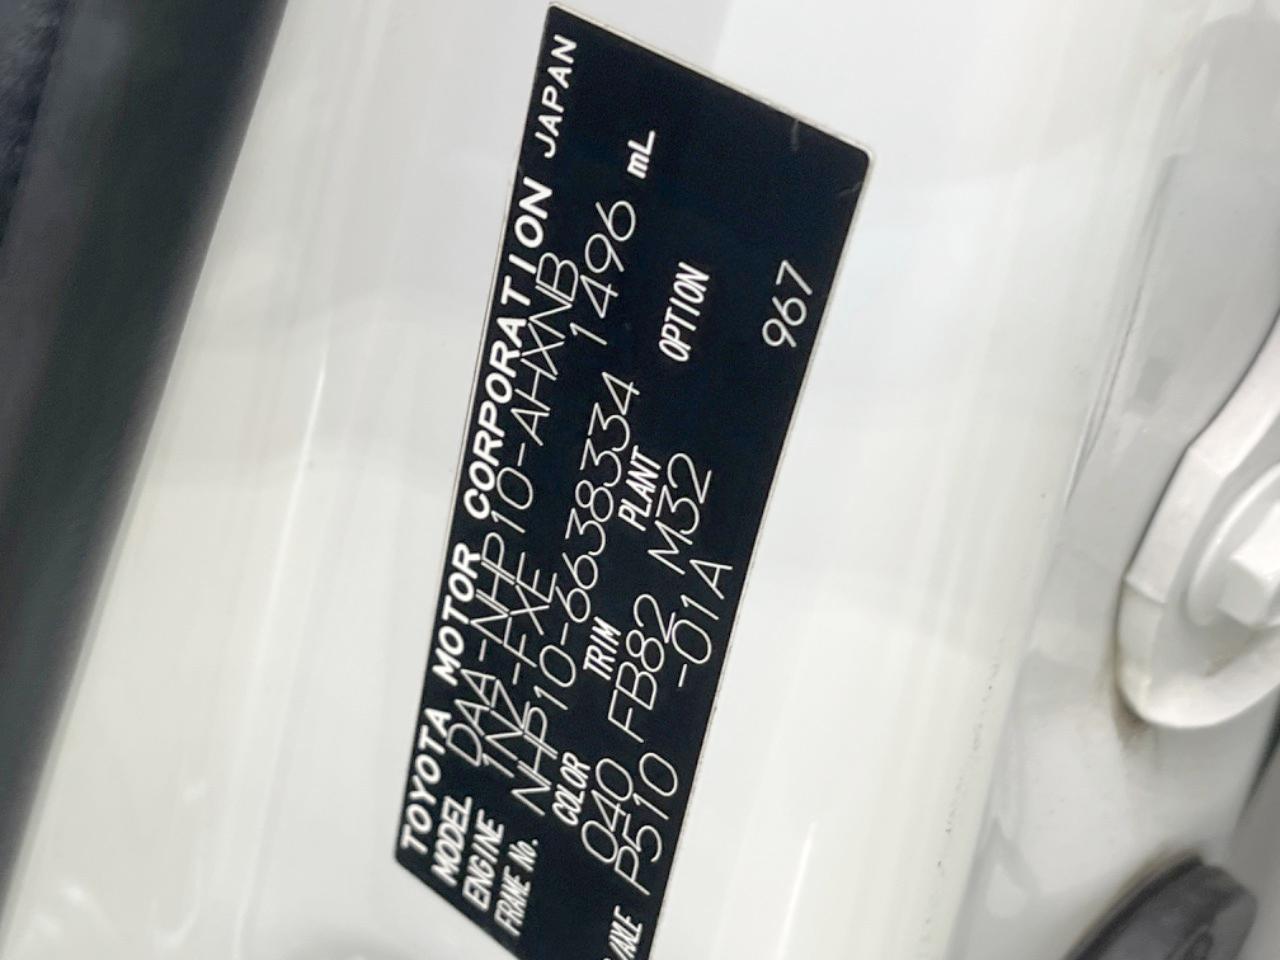 TOYOTA MOTOR CORPORATION JAPAN
MODEL DAA-NHP10-AHXNB
ENGINE 1NZ-FXE 1496 mL
FRAME No. NHP10-6638334
COLOR TRIM PLANT OPTION
040 FB82 M32
/AXLE P510 -01A 967